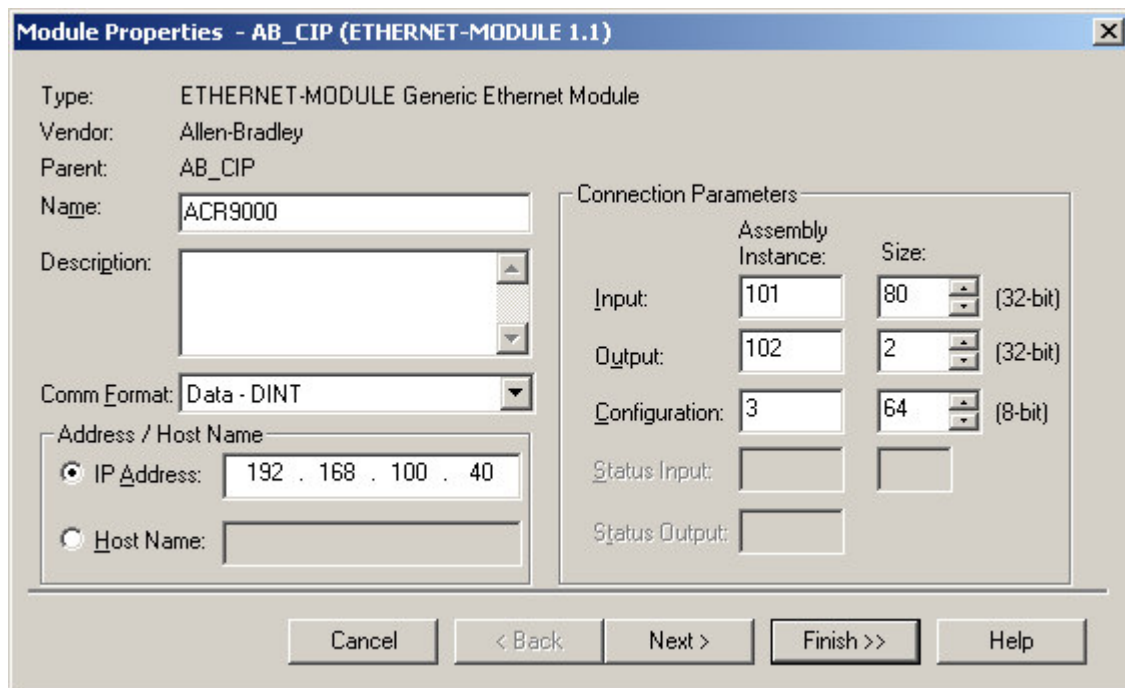 Module Properties - AB_CIP (ETHERNET-MODULE 1.1)
Type: ETHERNET-MODULE Generic Ethernet Module
Vendor: Allen-Bradley
Parent: AB_CIP
Name: ACR9000
Description:
Comm Format: Data - DINT
Address / Host Name
IP Address: 192 . 168 . 100 . 40
Host Name:
Connection Parameters
Assembly Instance: Size:
Input: 101 80 (32-bit)
Output: 102 2 (32-bit)
Configuration: 3 64 (8-bit)
Status Input:
Status Output:
Cancel < Back Next > Finish >> Help